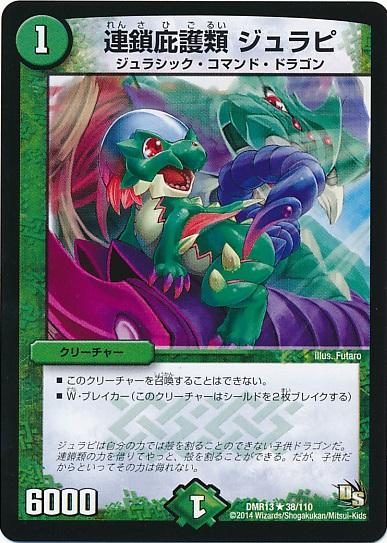 1
れんさひごるい
連鎖庇護類 ジュラピ
ジュラシック・コマンド・ドラゴン
クリーチャー
illus. Futaro
■ このクリーチャーを召喚することはできない。
■ W・ブレイカー(このクリーチャーはシールドを2枚ブレイクする)
ジュラピは自分の力では殻を割ることのできない子供ドラゴンだ。
連鎖類の力を借りてやっと、殻を割ることができる。だが、子供だ
からといってその力は侮れない。
6000
1
DS
DMR13 ★ 38/110
©2014 Wizards/Shogakukan/Mitsui-Kids